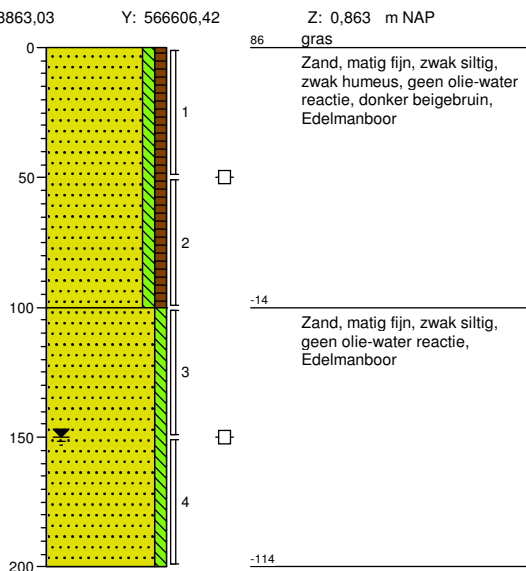 3863,03 Y: 566606,42 Z: 0,863 m NAP
0
86
gras
Zand, matig fijn, zwak siltig,
zwak humeus, geen olie-water
reactie, donker beigebruin,
Edelmanboor
1
50
2
100
-14
Zand, matig fijn, zwak siltig,
geen olie-water reactie,
Edelmanboor
3
150
4
200
-114